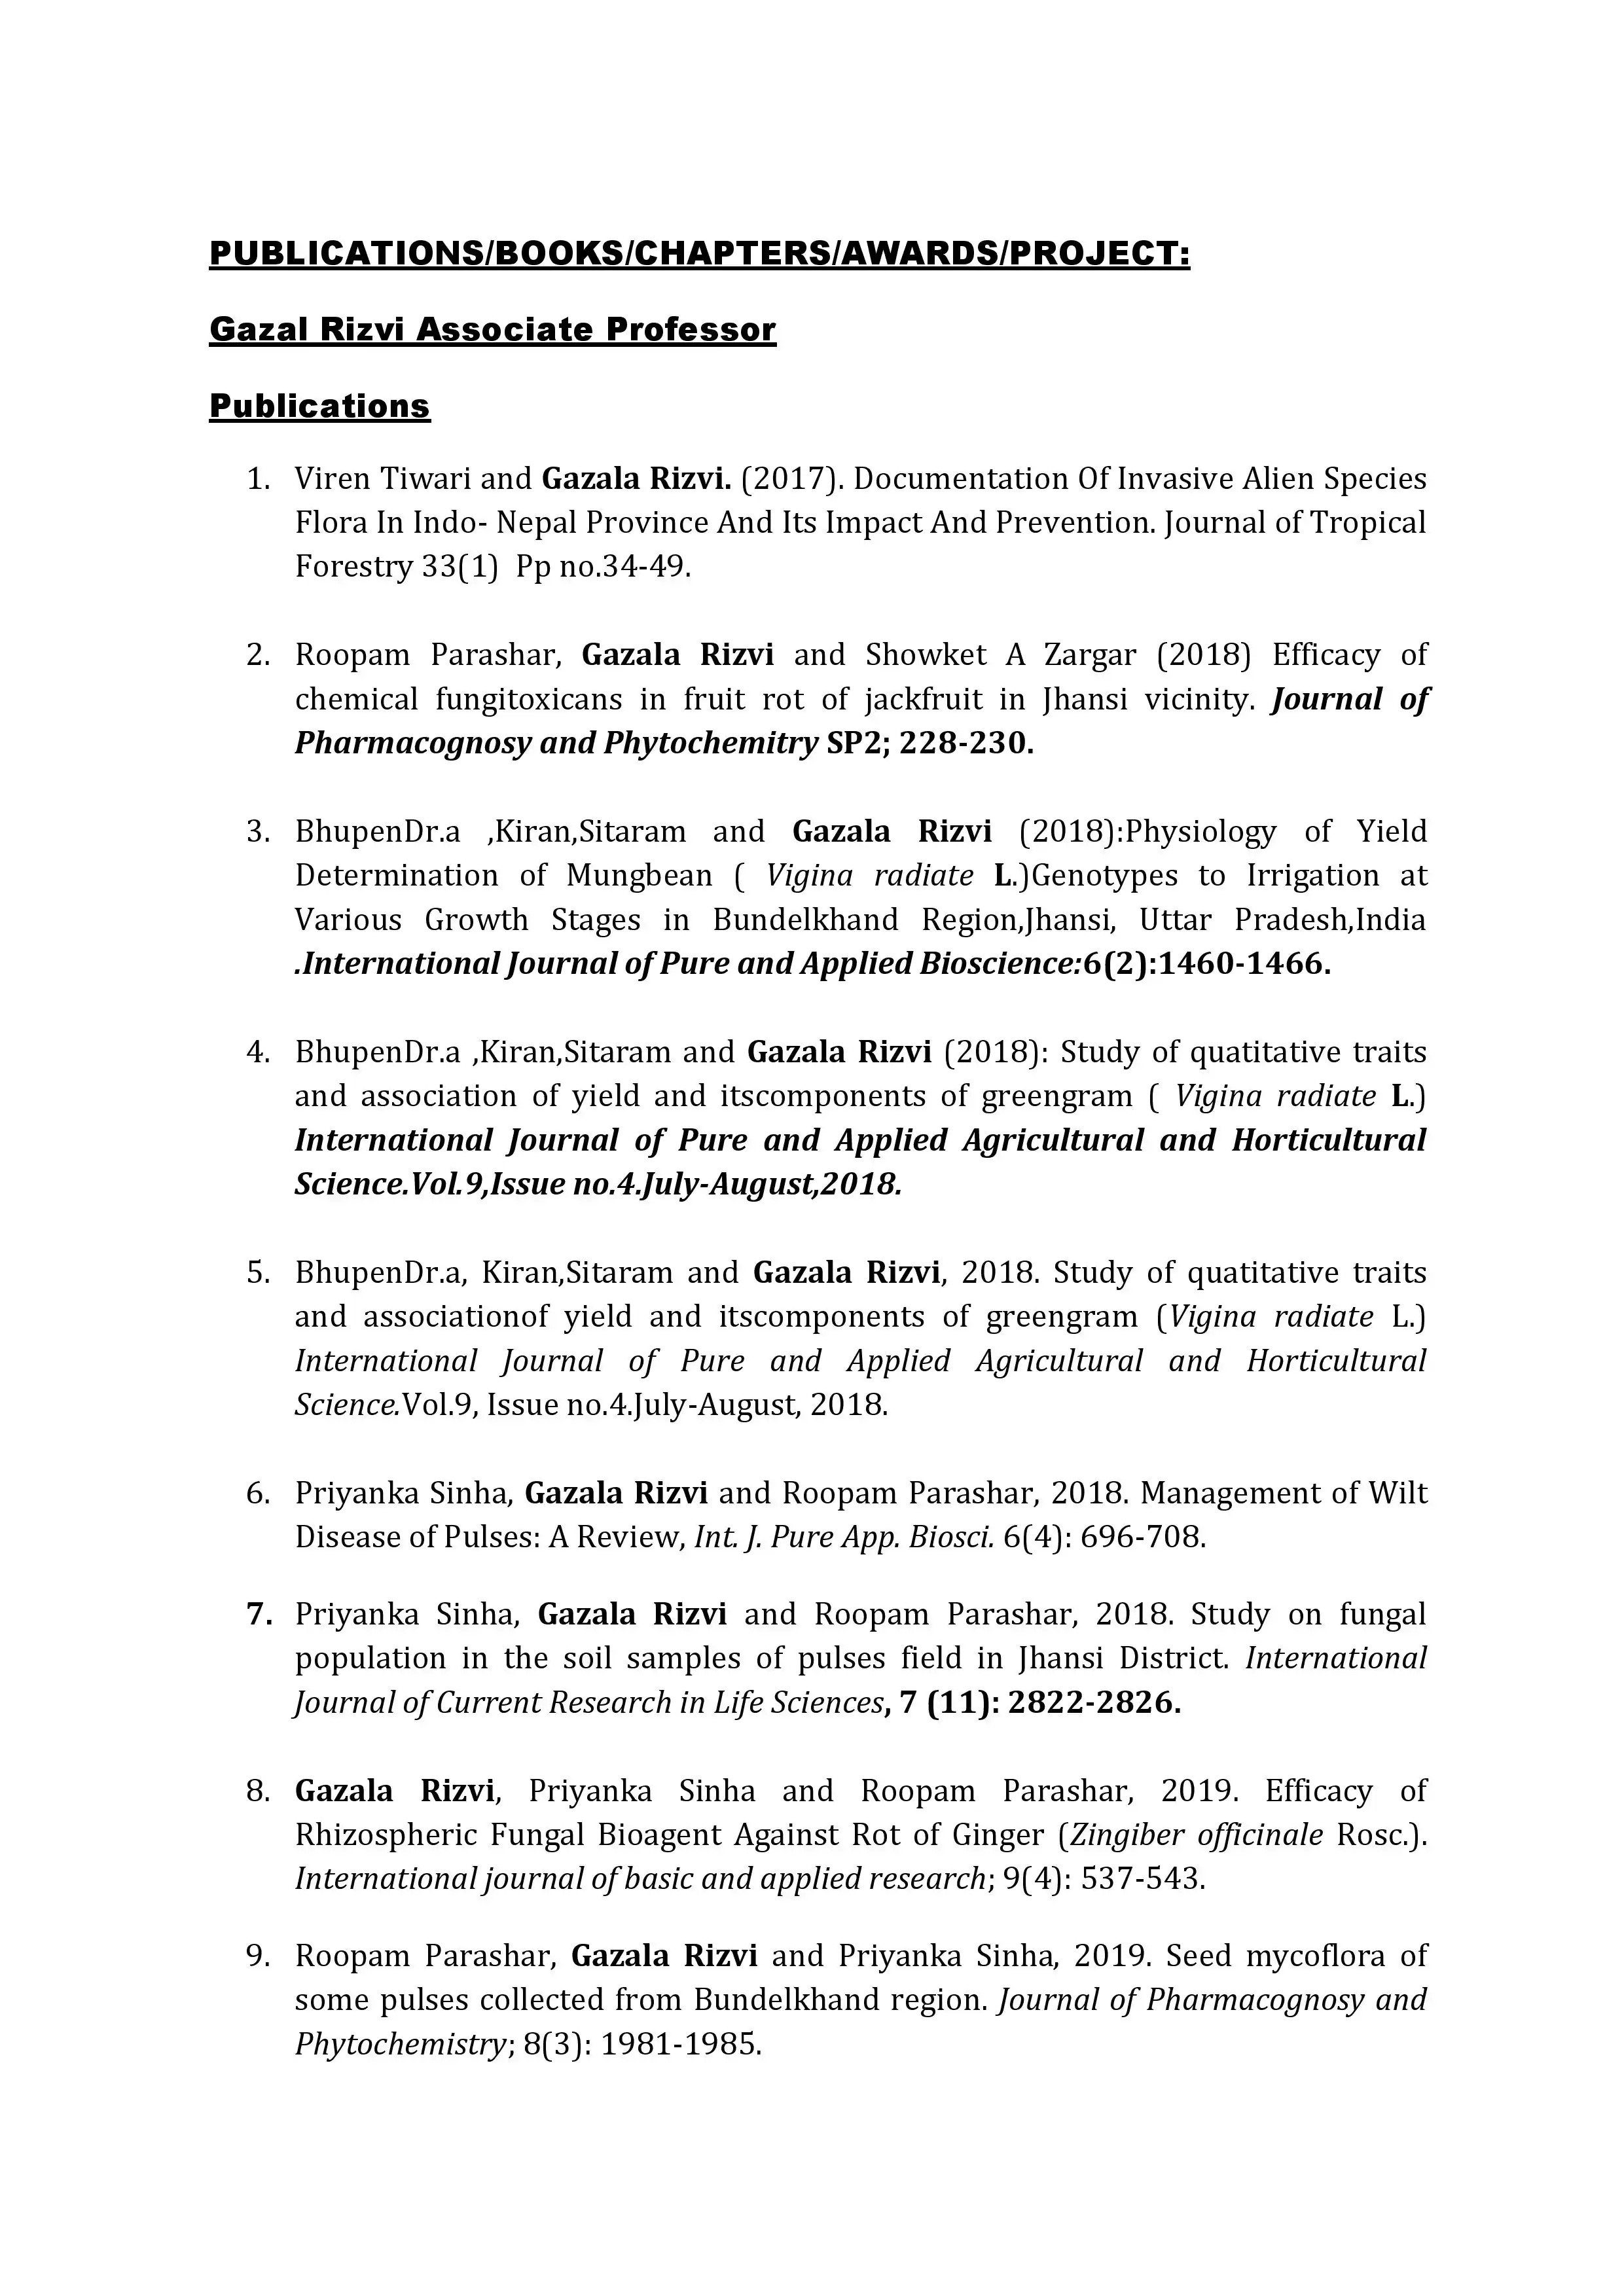 PUBLICATIONS/BOOKS/CHAPTERS/AWARDS/PROJECT:
Gazal Rizvi Associate Professor
Publications
1. Viren Tiwari and Gazala Rizvi. (2017). Documentation Of Invasive Alien Species
Flora In Indo- Nepal Province And Its Impact And Prevention. Journal of Tropical
Forestry 33(1) Pp no.34-49.
2. Roopam Parashar, Gazala Rizvi and Showket A Zargar (2018) Efficacy of
chemical fungitoxicans in fruit rot of jackfruit in Jhansi vicinity. Journal of
Pharmacognosy and Phytochemitry SP2; 228-230.
3. BhupenDr.a ,Kiran,Sitaram and Gazala Rizvi (2018):Physiology of Yield
Determination of Mungbean ( Vigina radiate L.)Genotypes to Irrigation at
Various Growth Stages in Bundelkhand Region,Jhansi, Uttar Pradesh,India
.International Journal of Pure and Applied Bioscience:6(2):1460-1466.
4. BhupenDr.a ,Kiran,Sitaram and Gazala Rizvi (2018): Study of quatitative traits
and association of yield and itscomponents of greengram ( Vigina radiate L.)
International Journal of Pure and Applied Agricultural and Horticultural
Science.Vol.9,Issue no.4.July-August,2018.
5. BhupenDr.a, Kiran,Sitaram and Gazala Rizvi, 2018. Study of quatitative traits
and associationof yield and itscomponents of greengram (Vigina radiate L.)
International Journal of Pure and Applied Agricultural and Horticultural
Science.Vol.9, Issue no.4.July-August, 2018.
6. Priyanka Sinha, Gazala Rizvi and Roopam Parashar, 2018. Management of Wilt
Disease of Pulses: A Review, Int. J. Pure App. Biosci. 6(4): 696-708.
7. Priyanka Sinha, Gazala Rizvi and Roopam Parashar, 2018. Study on fungal
population in the soil samples of pulses field in Jhansi District. International
Journal of Current Research in Life Sciences, 7 (11): 2822-2826.
8. Gazala Rizvi, Priyanka Sinha and Roopam Parashar, 2019. Efficacy of
Rhizospheric Fungal Bioagent Against Rot of Ginger (Zingiber officinale Rosc.).
International journal of basic and applied research; 9(4): 537-543.
9. Roopam Parashar, Gazala Rizvi and Priyanka Sinha, 2019. Seed mycoflora of
some pulses collected from Bundelkhand region. Journal of Pharmacognosy and
Phytochemistry; 8(3): 1981-1985.